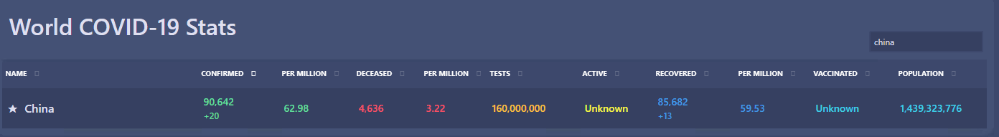 World COVID-19 Stats
china
NAME CONFIRMED PER MILLION DECEASED PER MILLION TESTS ACTIVE RECOVERED PER MILLION VACCINATED POPULATION
China 90,642 62.98 4,636 3.22 160,000,000 Unknown 85,682 59.53 Unknown 1,439,323,776
+20 +13